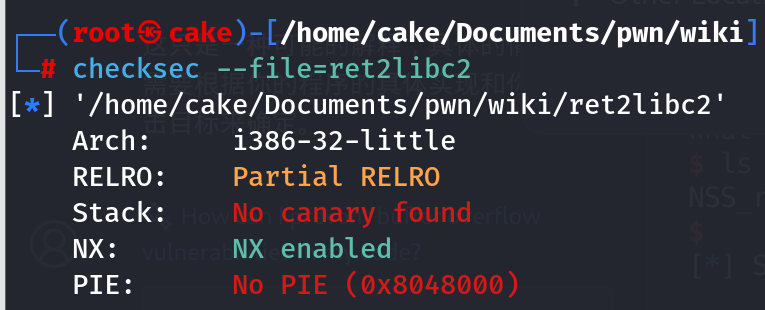 ┌──(root㉿cake)-[/home/cake/Documents/pwn/wiki]
└─# checksec --file=ret2libc2
[*] '/home/cake/Documents/pwn/wiki/ret2libc2'
Arch: i386-32-little
RELRO: Partial RELRO
Stack: No canary found
NX: NX enabled
PIE: No PIE (0x8048000)
$ ls
$
[*] S